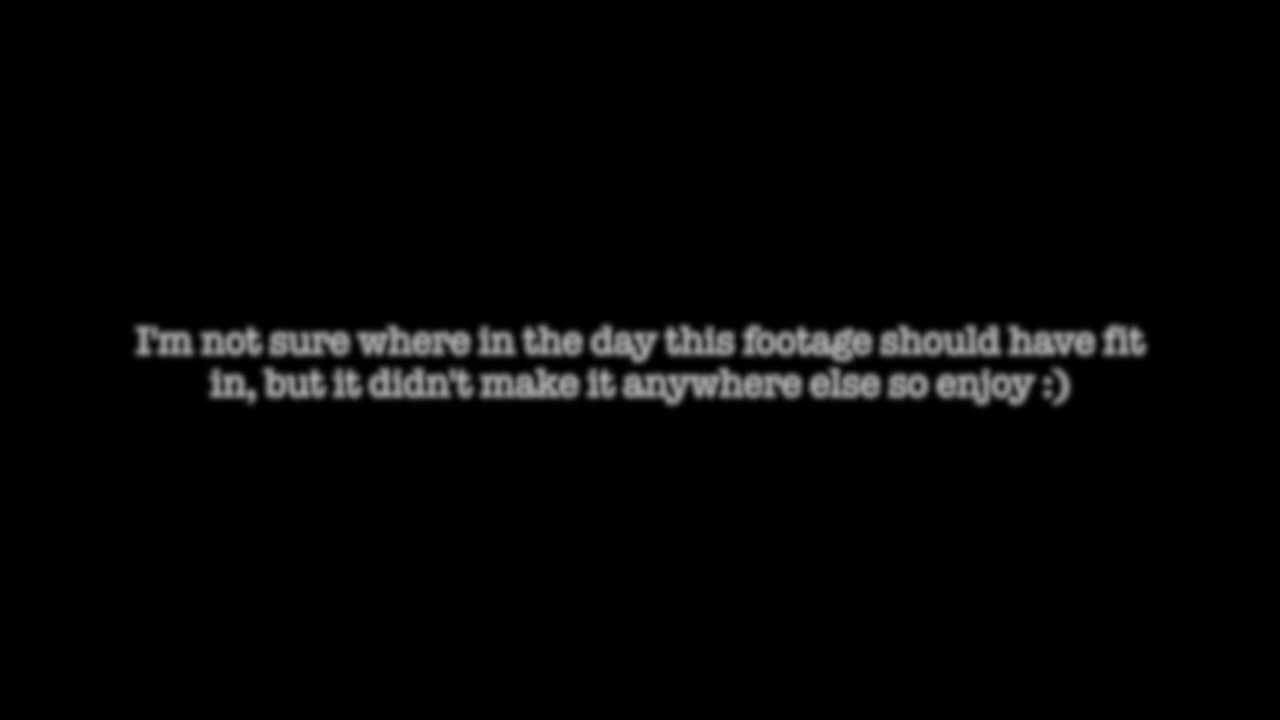 I'm not sure where in the day this footage should have fit
in, but it didn't make it anywhere else so enjoy :)